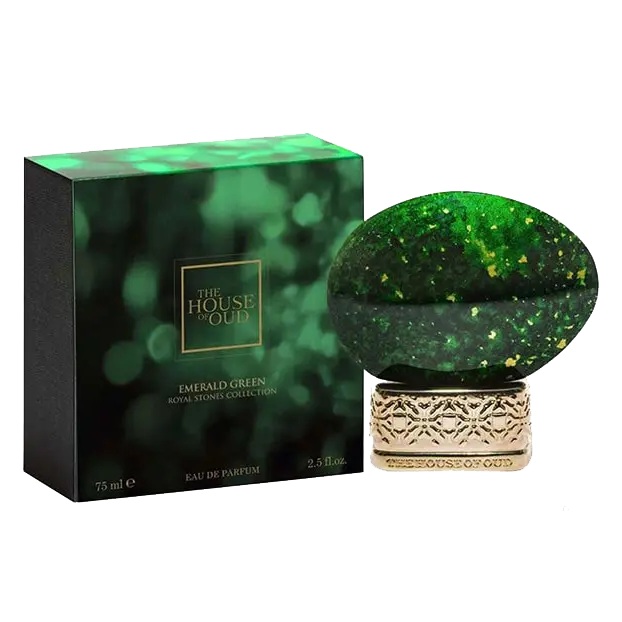 THE
HOUSE
OF OUD
EMERALD GREEN
ROYAL STONES COLLECTION
EAU DE PARFUM
75 ml e
2.5 fl.oz.
THE HOUSE OF OUD